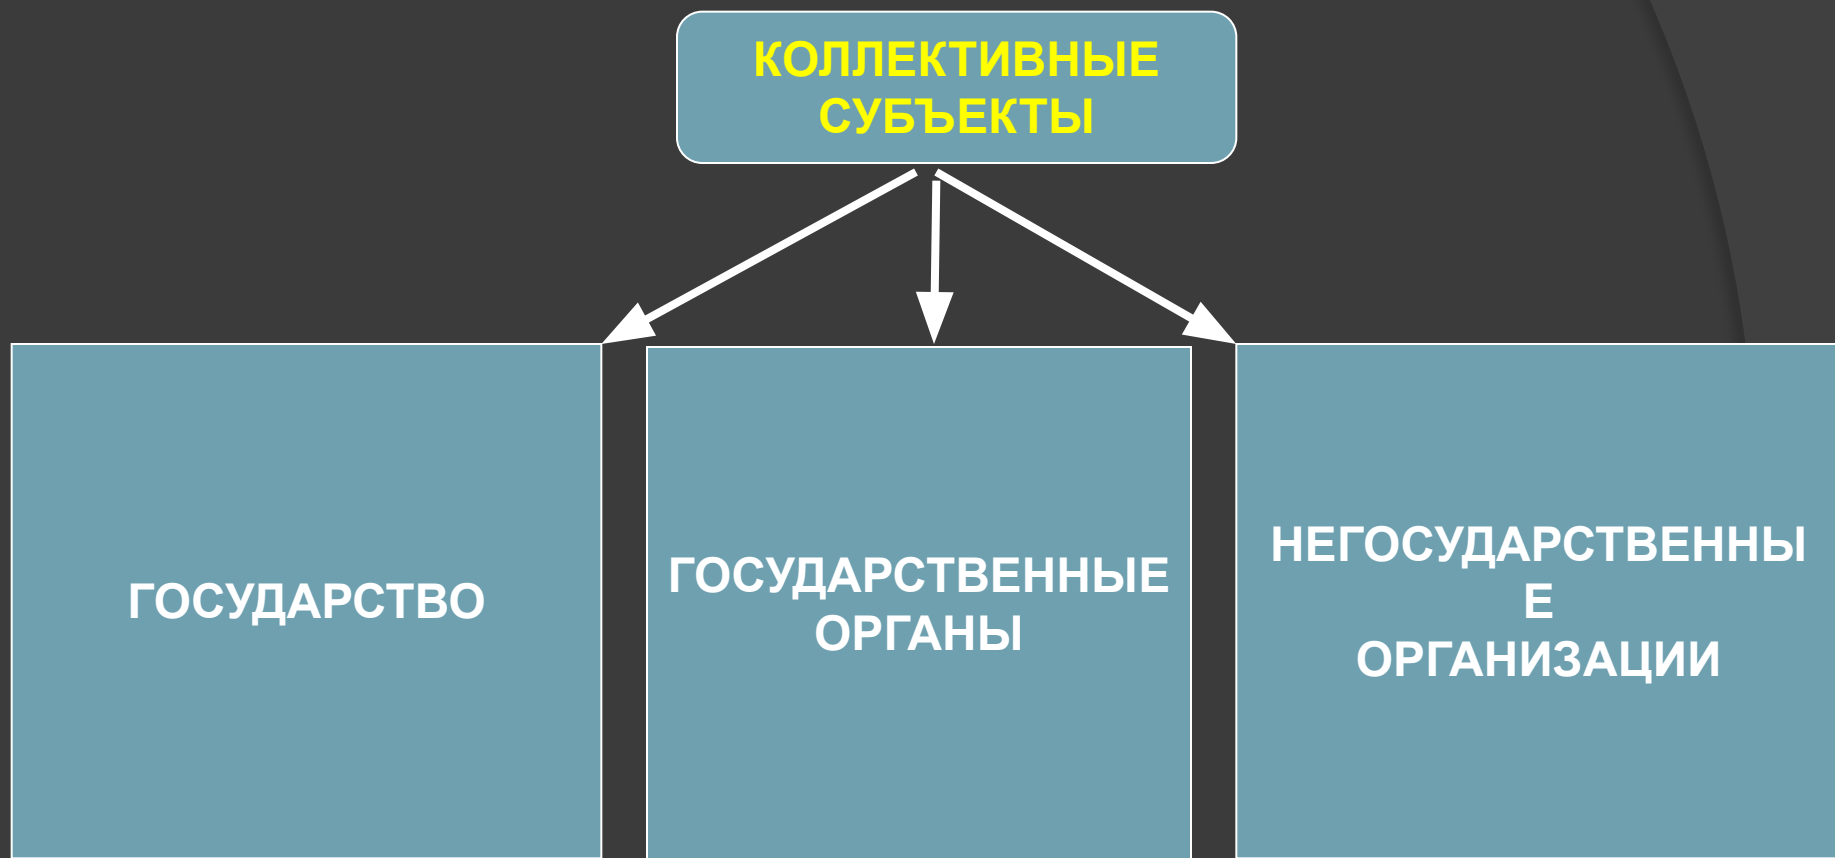 КОЛЛЕКТИВНЫЕ
СУБЪЕКТЫ
ГОСУДАРСТВО
ГОСУДАРСТВЕННЫЕ
ОРГАНЫ
НЕГОСУДАРСТВЕННЫ
Е
ОРГАНИЗАЦИИ